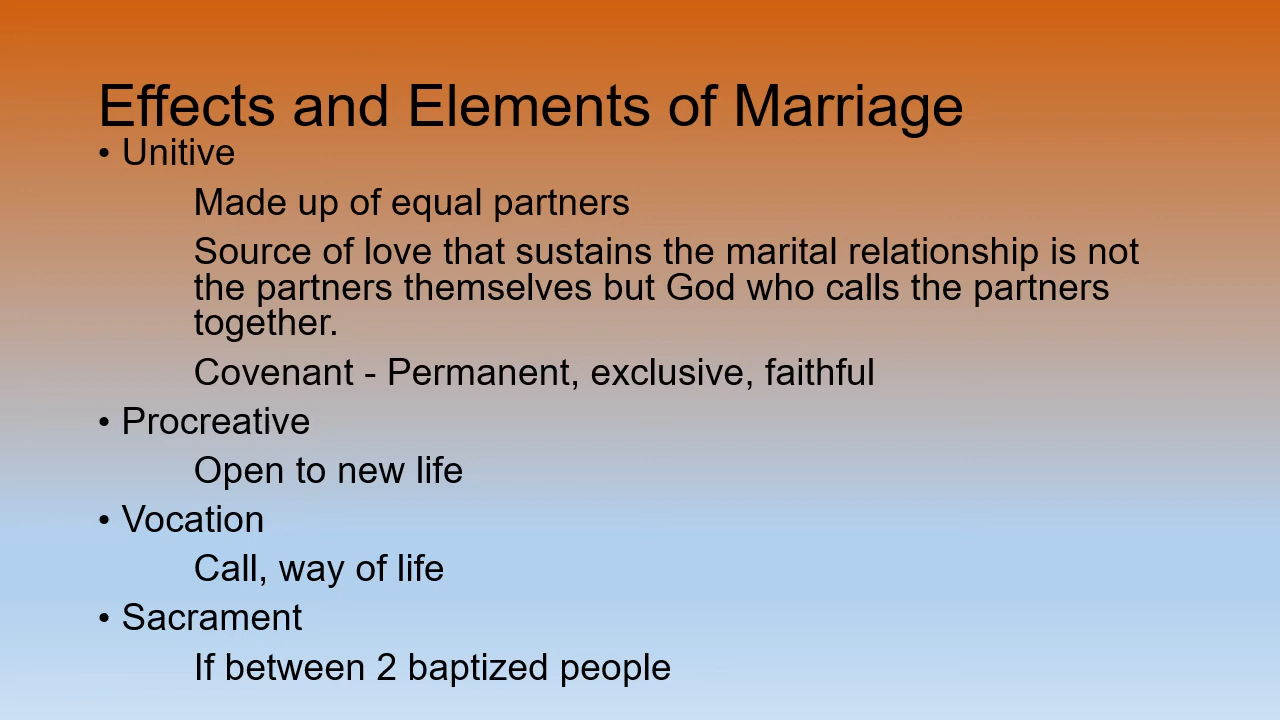 Effects and Elements of Marriage
• Unitive
Made up of equal partners
Source of love that sustains the marital relationship is not
the partners themselves but God who calls the partners
together.
Covenant - Permanent, exclusive, faithful
• Procreative
Open to new life
• Vocation
Call, way of life
• Sacrament
If between 2 baptized people